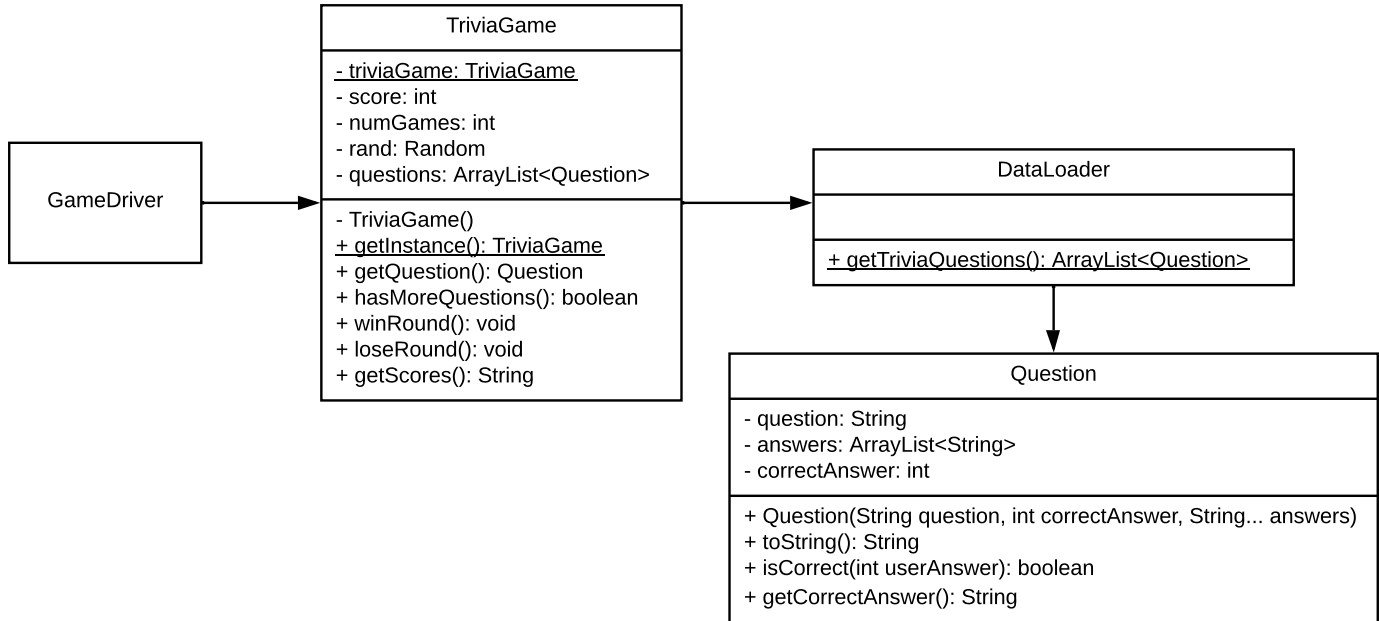 GameDriver
TriviaGame
- triviaGame: TriviaGame
- score: int
- numGames: int
- rand: Random
- questions: ArrayList<Question>
- TriviaGame()
+ getInstance(): TriviaGame
+ getQuestion(): Question
+ hasMoreQuestions(): boolean
+ winRound(): void
+ loseRound(): void
+ getScores(): String
DataLoader
+ getTriviaQuestions(): ArrayList<Question>
Question
- question: String
- answers: ArrayList<String>
- correctAnswer: int
+ Question(String question, int correctAnswer, String... answers)
+ toString(): String
+ isCorrect(int userAnswer): boolean
+ getCorrectAnswer(): String